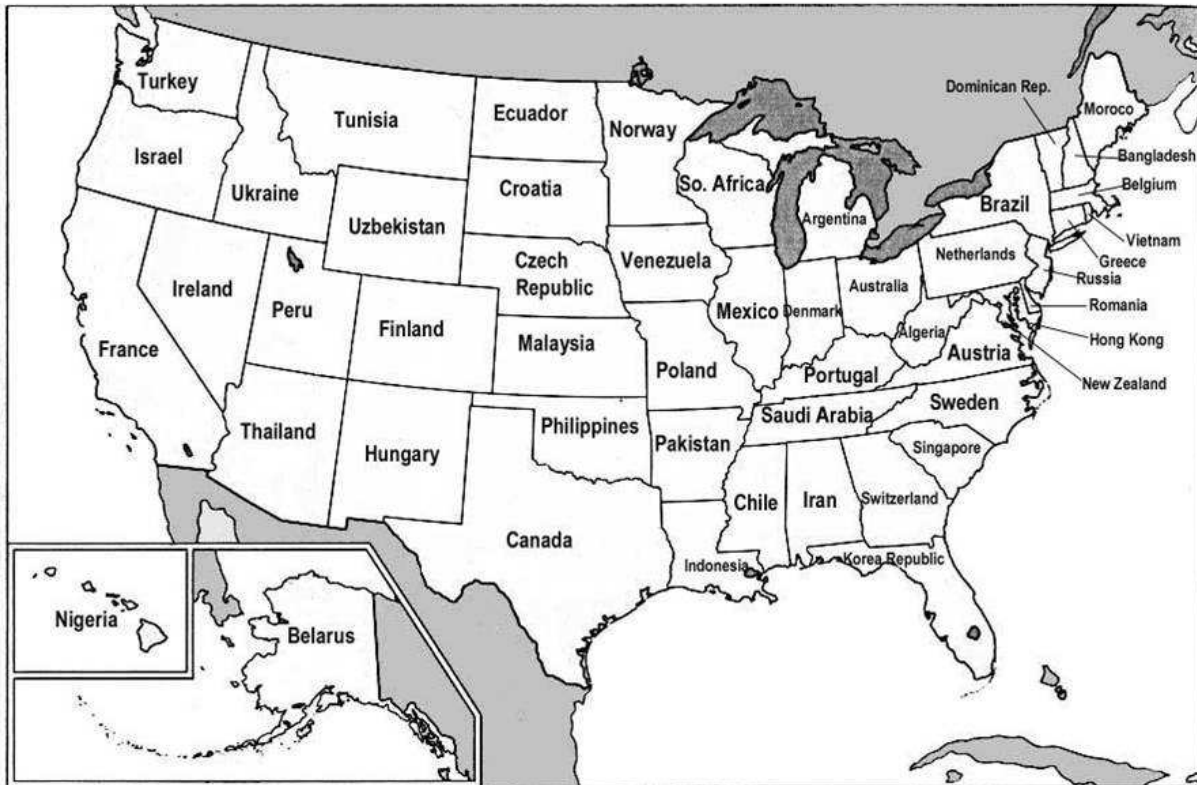 Turkey
Tunisia
Ecuador
Norway
Dominican Rep.
Moroco
Israel
Ukraine
Croatia
So. Africa
Bangladesh
Belgium
Uzbekistan
Argentina
Brazil
Vietnam
Greece
Czech
Republic
Venezuela
Netherlands
Russia
Ireland
Peru
Finland
Mexico
Denmark
Australia
Romania
Algeria
Hong Kong
France
Malaysia
Poland
Portugal
Austria
New Zealand
Thailand
Hungary
Philippines
Pakistan
Saudi Arabia
Sweden
Singapore
Chile
Iran
Switzerland
Canada
Indonesia
Korea Republic
Nigeria
Belarus